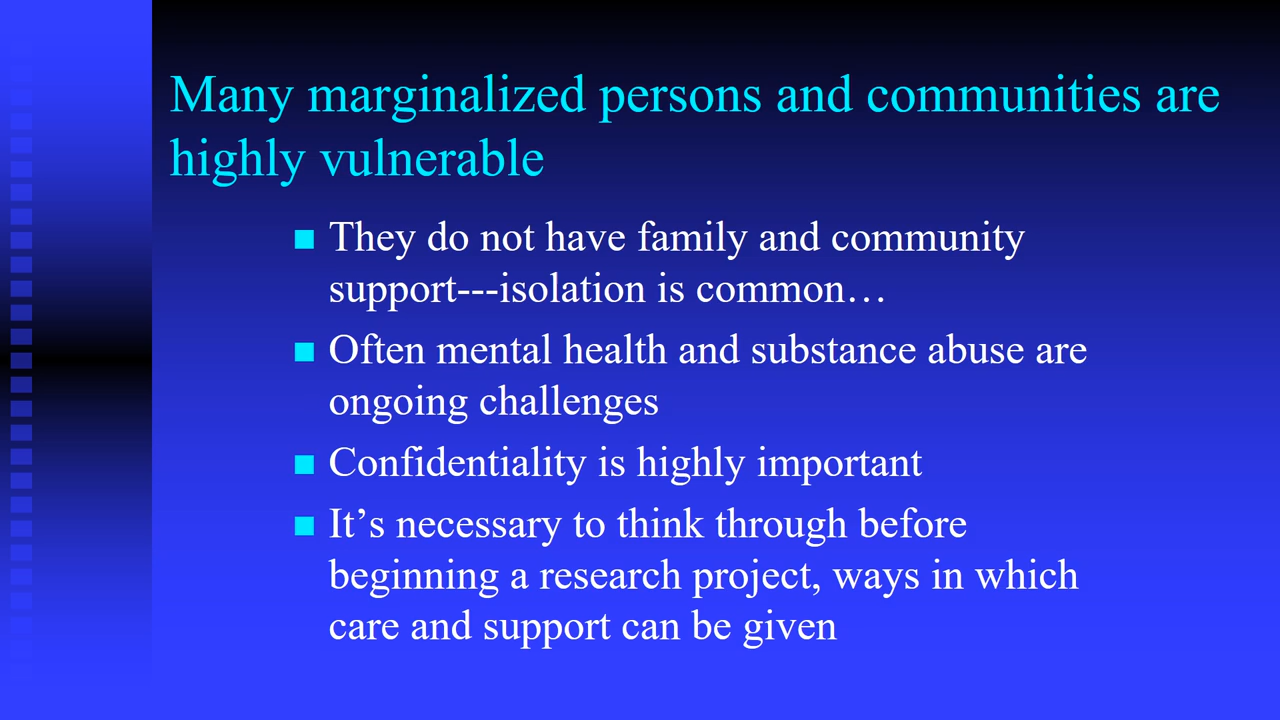 Many marginalized persons and communities are
highly vulnerable
They do not have family and community
support---isolation is common…
Often mental health and substance abuse are
ongoing challenges
Confidentiality is highly important
It’s necessary to think through before
beginning a research project, ways in which
care and support can be given